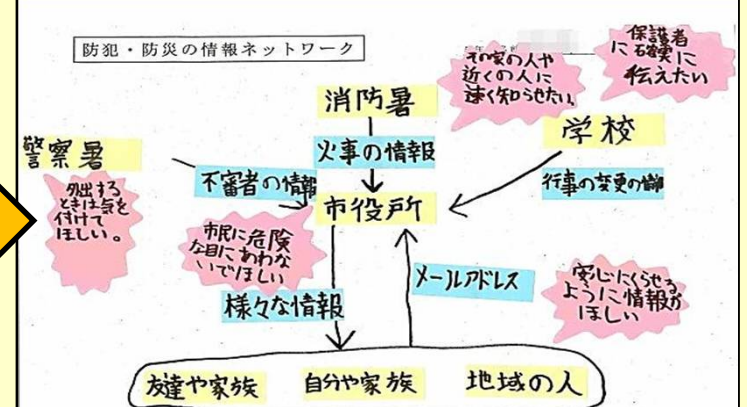 防犯・防災の情報ネットワーク
その家の人や
近くの人に
速く知らせたい。
保護者
に確実に
伝えたい
消防暑
学校
警察暑
火事の情報
行事の変更の情報
不審者の情報
外出する
ときは気を
付けて
ほしい。
市役所
市民に危険
な目にあわな
いでほしい
メールアドレス
安心にくらせる
ように情報が
ほしい
様々な情報
友達や家族
自分や家族
地域の人